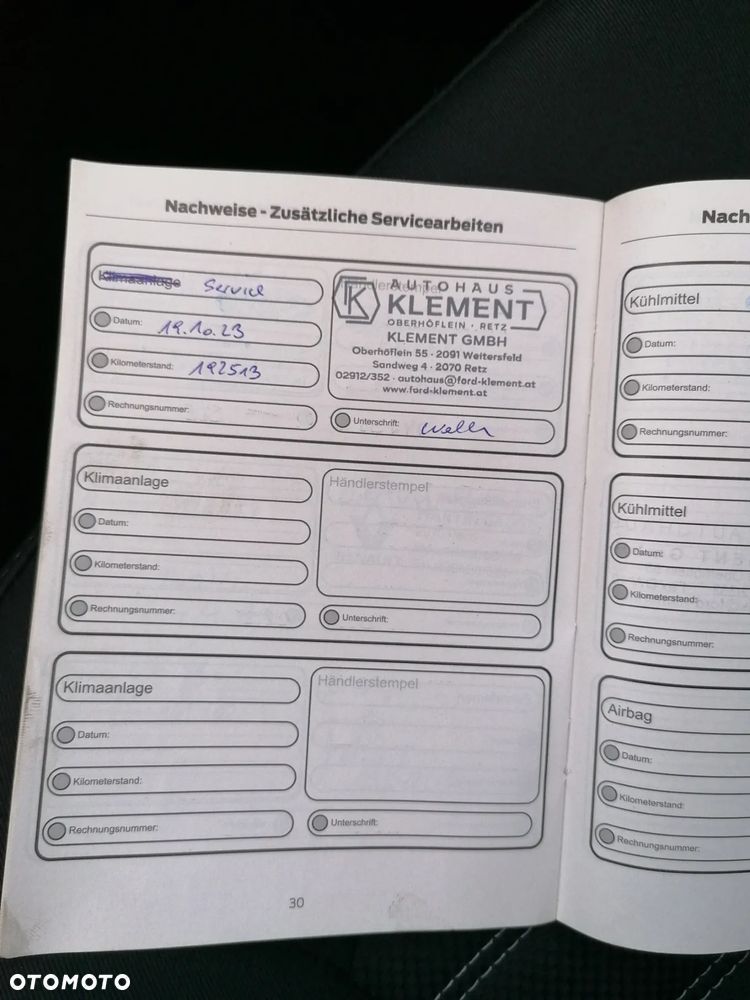 Nachweise - Zusätzliche Servicearbeiten
Klimaanlage Service
Datum: 19.10.23
Kilometerstand: 192513
Rechnungsnummer:
Händlerstempel
AUTOHAUS
KLEMENT
OBERHÖFLEIN · RETZ
KLEMENT GMBH
Oberhöflein 55 · 2091 Weitersfeld
Sandweg 4 · 2070 Retz
02912/352 · autohaus@ford-klement.at
www.ford-klement.at
Unterschrift:
Klimaanlage
Datum:
Kilometerstand:
Rechnungsnummer:
Händlerstempel
Unterschrift:
Klimaanlage
Datum:
Kilometerstand:
Rechnungsnummer:
Händlerstempel
Unterschrift:
30
Nach
Kühlmittel
Datum:
Kilometerstand:
Rechnungsnummer:
Kühlmittel
Datum:
Kilometerstand:
Rechnungsnummer:
Airbag
Datum:
Kilometerstand:
Rechnungsnummer:
OTOMOTO